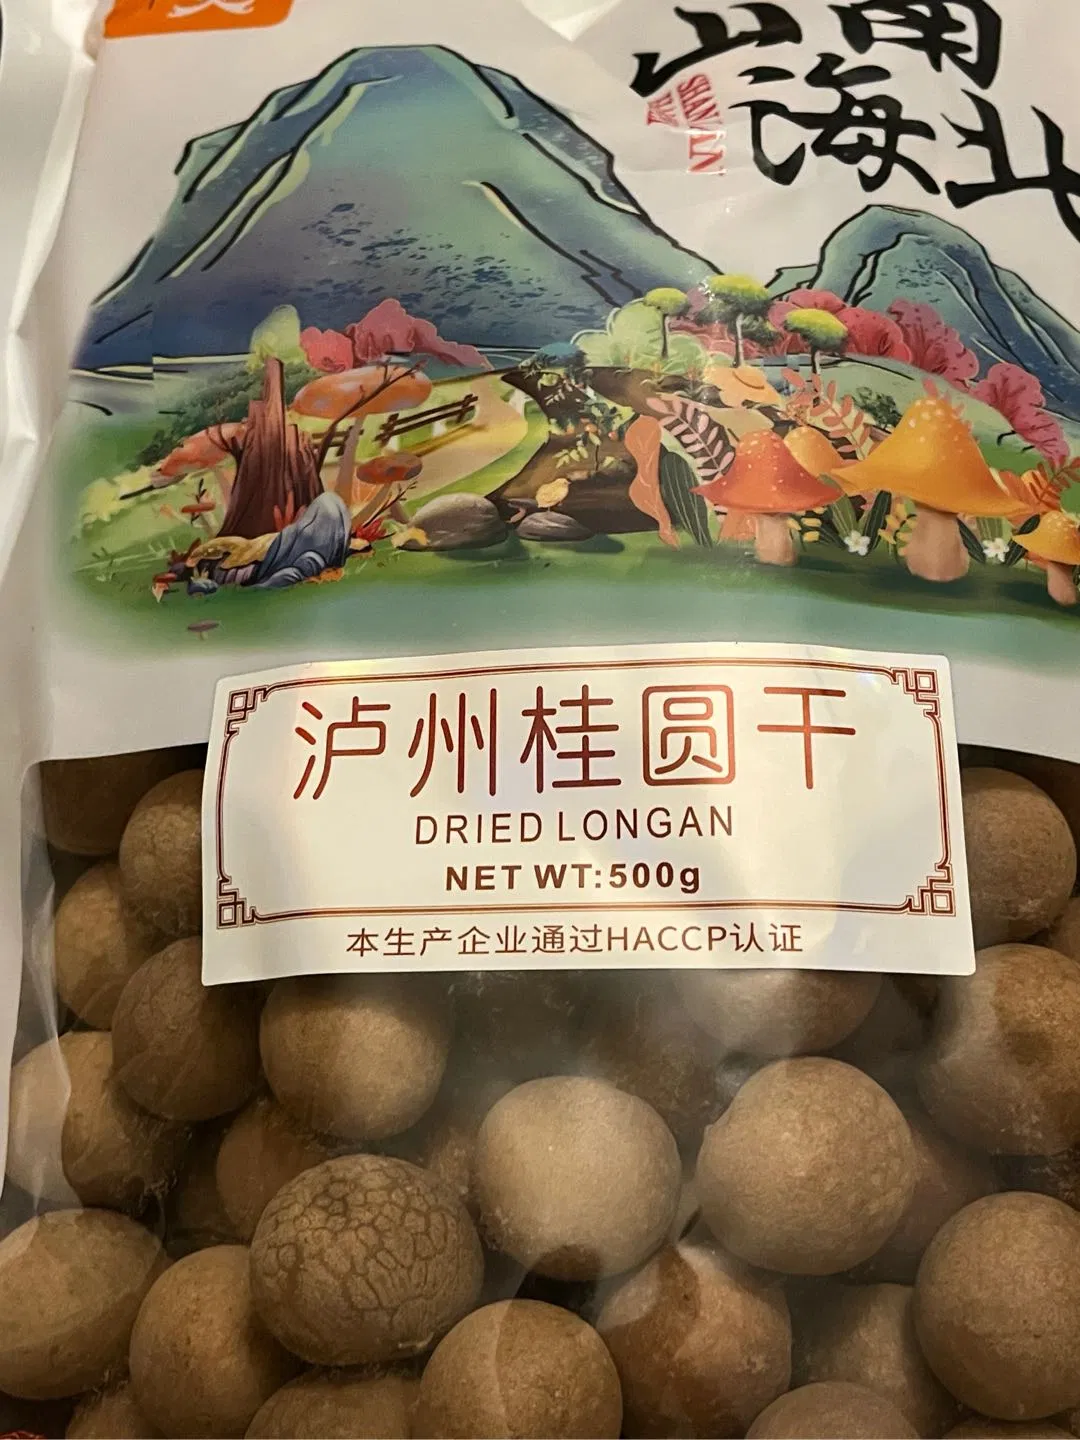 山南
海北
SHAN
泸州桂圆干
DRIED LONGAN
NET WT:500g
本生产企业通过HACCP认证